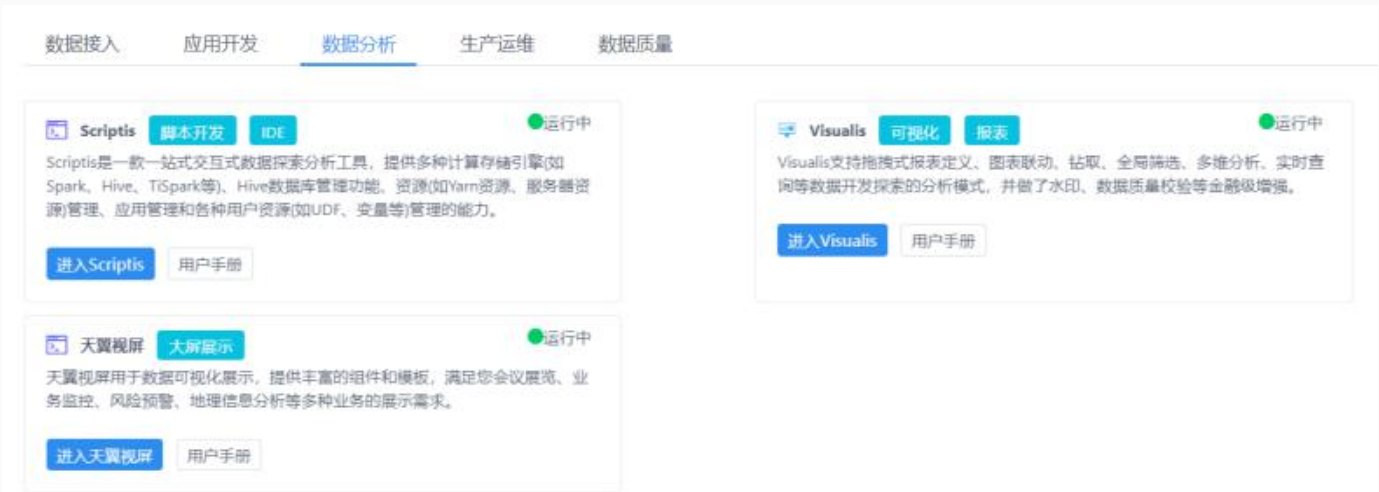 数据接入 应用开发 数据分析 生产运维 数据质量
Scriptis 脚本开发 IDE 运行中
Scriptis是一款一站式交互式数据探索分析工具，提供多种计算存储引擎(如
Spark、Hive、TiSpark等)、Hive数据库管理功能、资源(如Yarn资源、服务器资
源)管理、应用管理和各种用户资源(如UDF、变量等)管理的能力。
进入Scriptis 用户手册
Visualis 可视化 报表 运行中
Visualis支持拖拽式报表定义、图表联动、钻取、全局筛选、多维分析、实时查
询等数据开发探索的分析模式，并做了水印、数据质量校验等金融级增强。
进入Visualis 用户手册
天翼视屏 大屏展示 运行中
天翼视屏用于数据可视化展示，提供丰富的组件和模板，满足您会议展览、业
务监控、风险预警、地理信息分析等多种业务的展示需求。
进入天翼视屏 用户手册